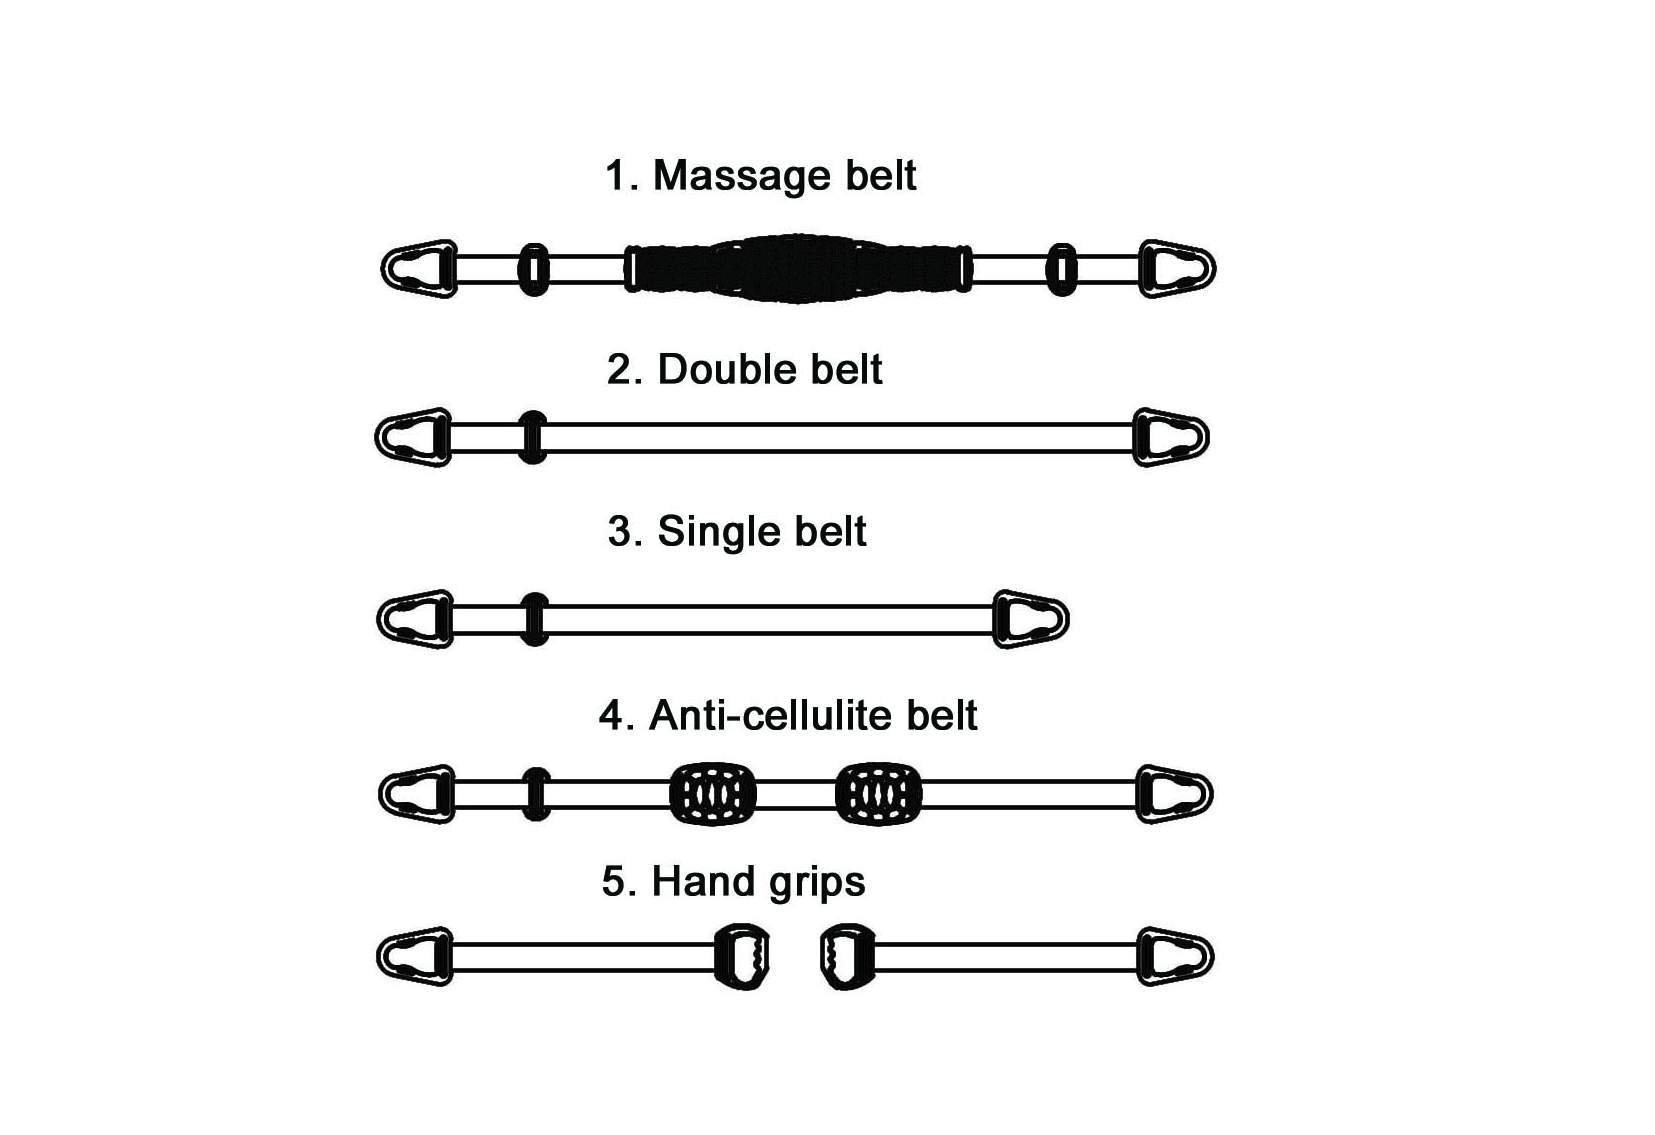 1. Massage belt
2. Double belt
3. Single belt
4. Anti-cellulite belt
5. Hand grips